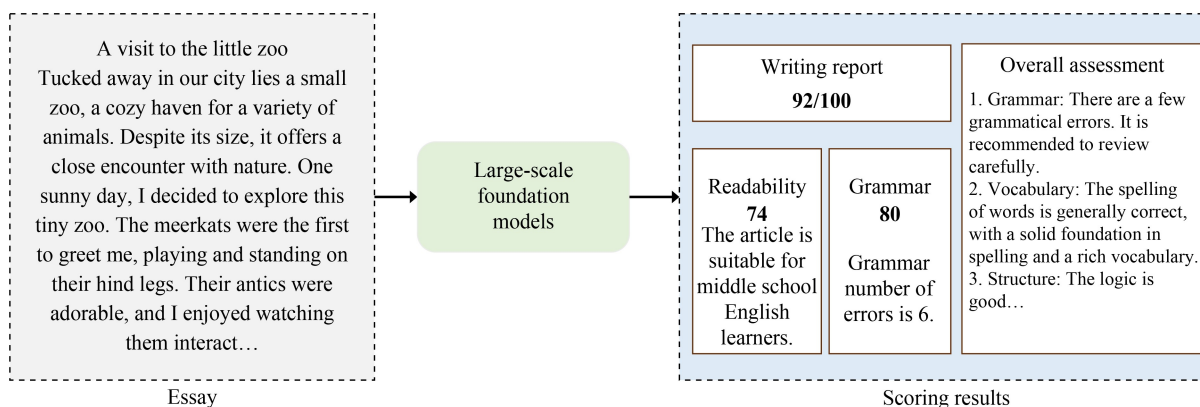 A visit to the little zoo
Tucked away in our city lies a small
zoo, a cozy haven for a variety of
animals. Despite its size, it offers a
close encounter with nature. One
sunny day, I decided to explore this
tiny zoo. The meerkats were the first
to greet me, playing and standing on
their hind legs. Their antics were
adorable, and I enjoyed watching
them interact…
Essay
Large-scale
foundation
models
Writing report
92/100
Readability
74
The article is
suitable for
middle school
English
learners.
Grammar
80
Grammar
number of
errors is 6.
Overall assessment
1. Grammar: There are a few
grammatical errors. It is
recommended to review
carefully.
2. Vocabulary: The spelling
of words is generally correct,
with a solid foundation in
spelling and a rich vocabulary.
3. Structure: The logic is
good…
Scoring results